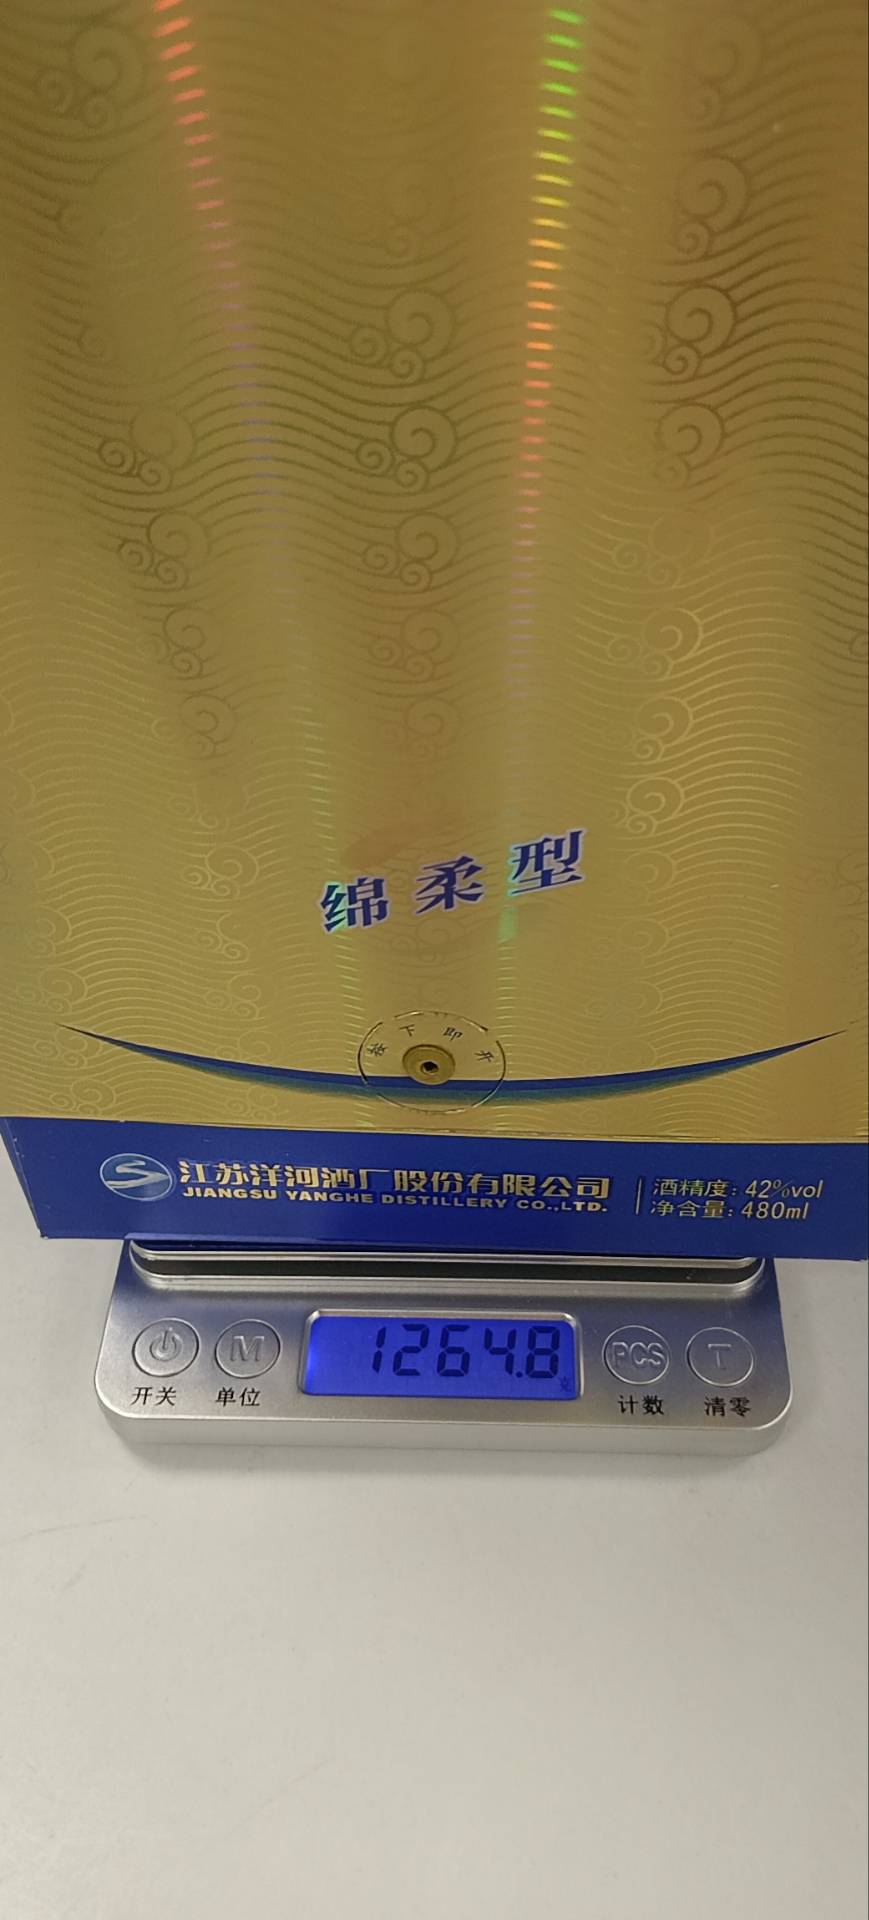 绵柔型
按下即开
江苏洋河酒厂股份有限公司
JIANGSU YANGHE DISTILLERY CO.,LTD.
酒精度:42%vol
净含量:480ml
1264.8
克
M
PCS
T
开关
单位
计数
清零